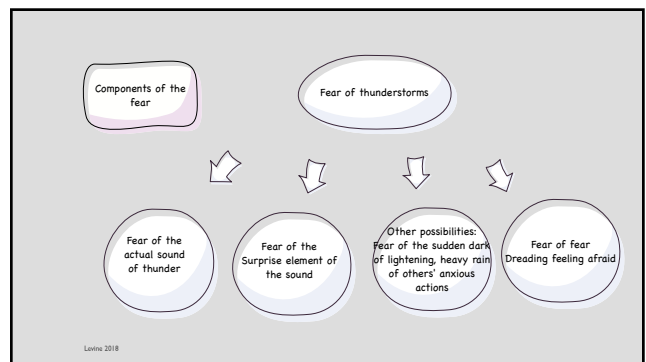 Components of the
fear
Fear of thunderstorms
Fear of the
actual sound
of thunder
Fear of the
Surprise element of
the sound
Other possibilities:
Fear of the sudden dark
of lightening, heavy rain
of others' anxious
actions
Fear of fear
Dreading feeling afraid
Levine 2018